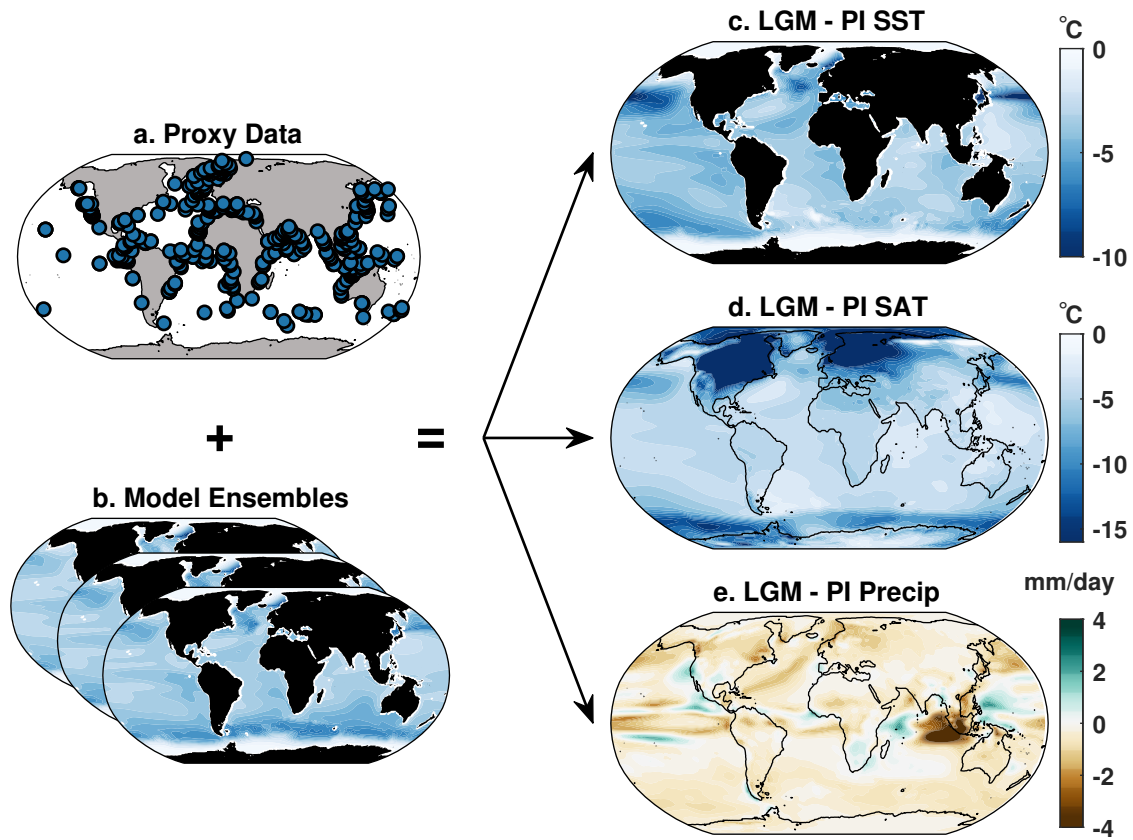 a. Proxy Data
+
b. Model Ensembles
=
c. LGM - PI SST
°C
0
-5
-10
d. LGM - PI SAT
°C
0
-5
-10
-15
e. LGM - PI Precip
mm/day
4
2
0
-2
-4